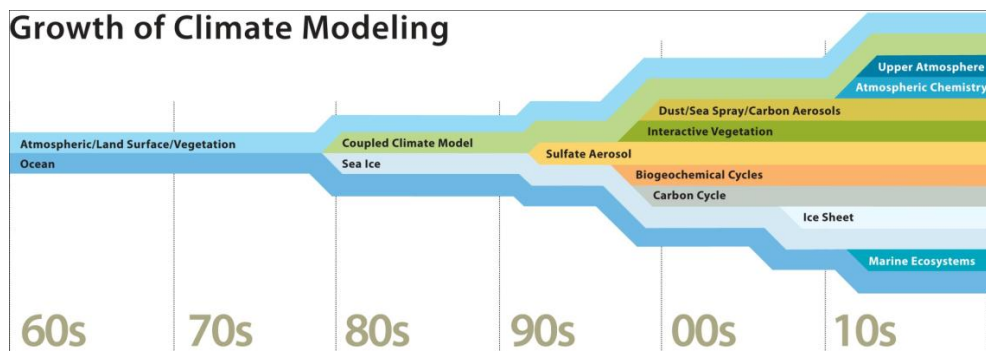 Growth of Climate Modeling
Upper Atmosphere
Atmospheric Chemistry
Dust/Sea Spray/Carbon Aerosols
Interactive Vegetation
Atmospheric/Land Surface/Vegetation
Coupled Climate Model
Sulfate Aerosol
Ocean
Sea Ice
Biogeochemical Cycles
Carbon Cycle
Ice Sheet
Marine Ecosystems
60s 70s 80s 90s 00s 10s